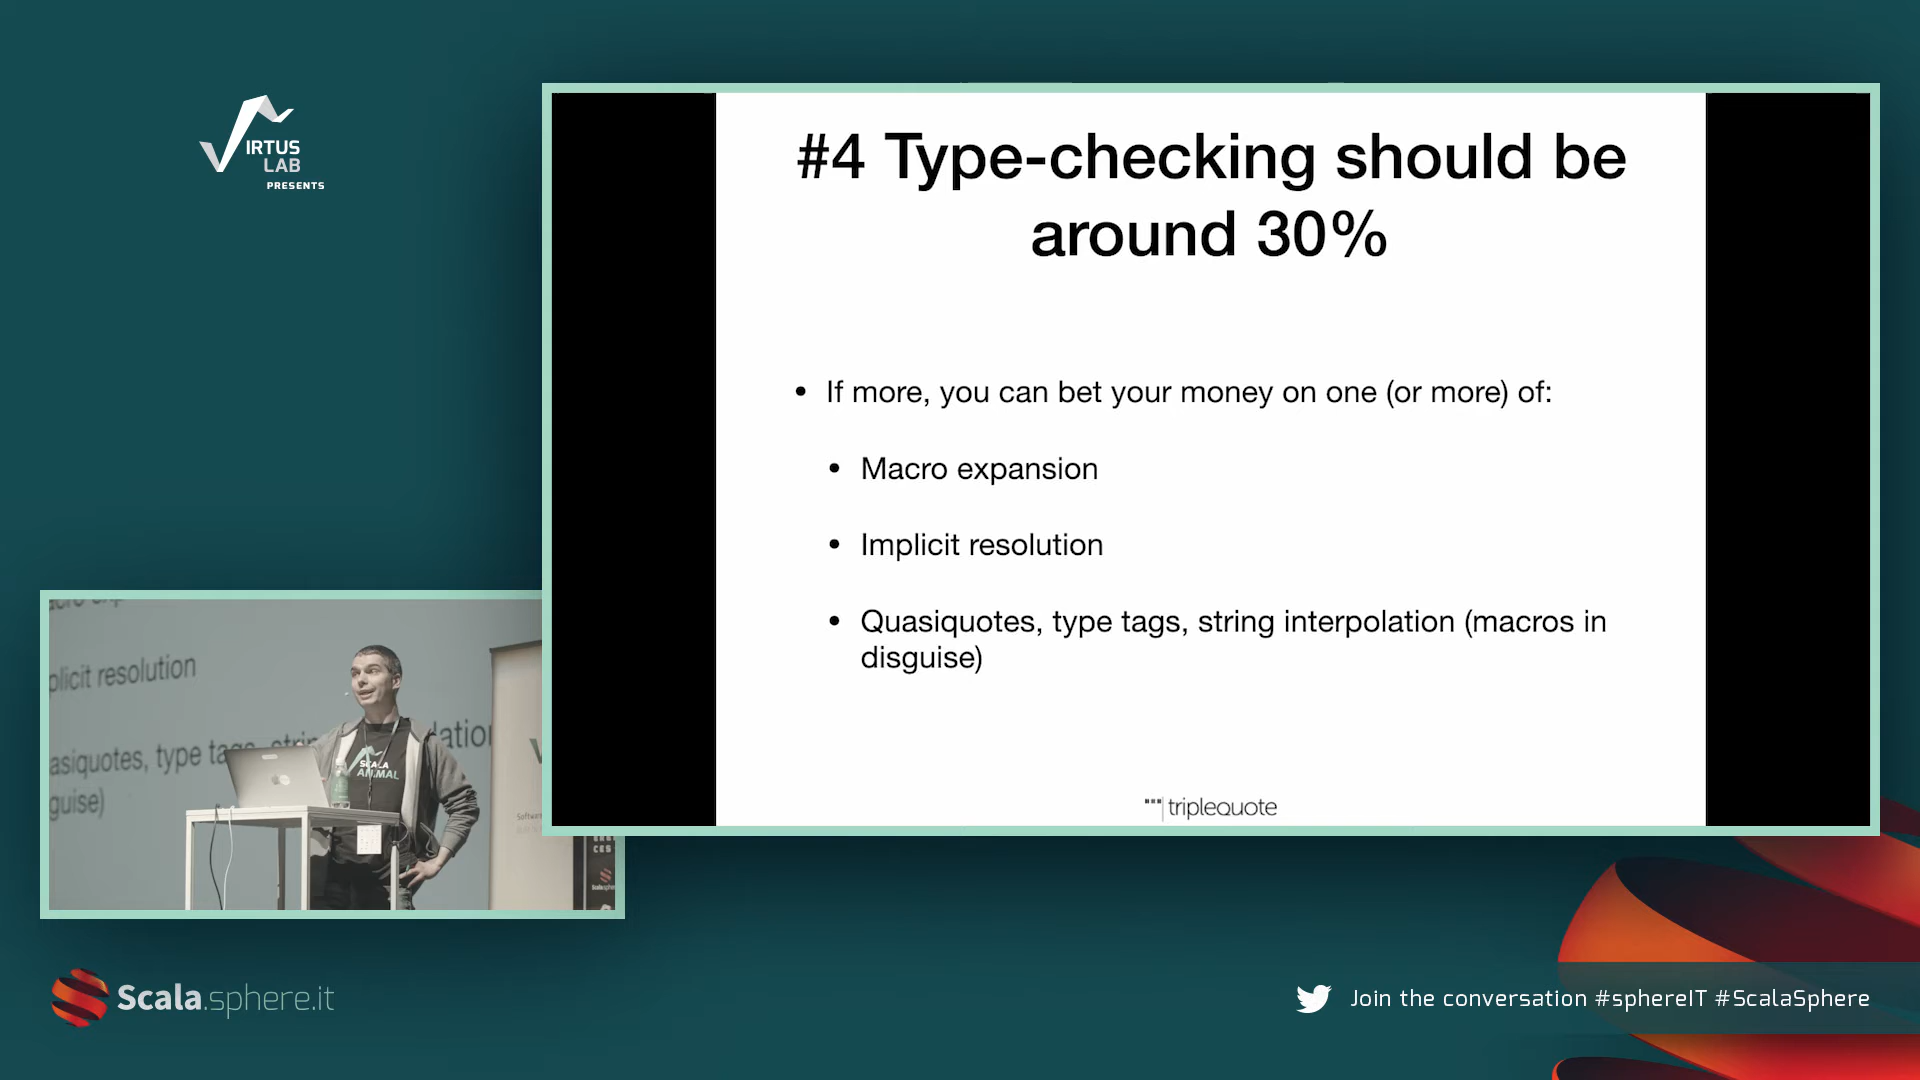 VIRTUS
LAB
PRESENTS
#4 Type-checking should be
around 30%
• If more, you can bet your money on one (or more) of:
• Macro expansion
• Implicit resolution
• Quasiquotes, type tags, string interpolation (macros in
disguise)
triplequote
plicit resolution
asiquotes, type
guise)
SCALA
ANIMAL
Scala.sphere.it
Join the conversation #sphereIT #ScalaSphere